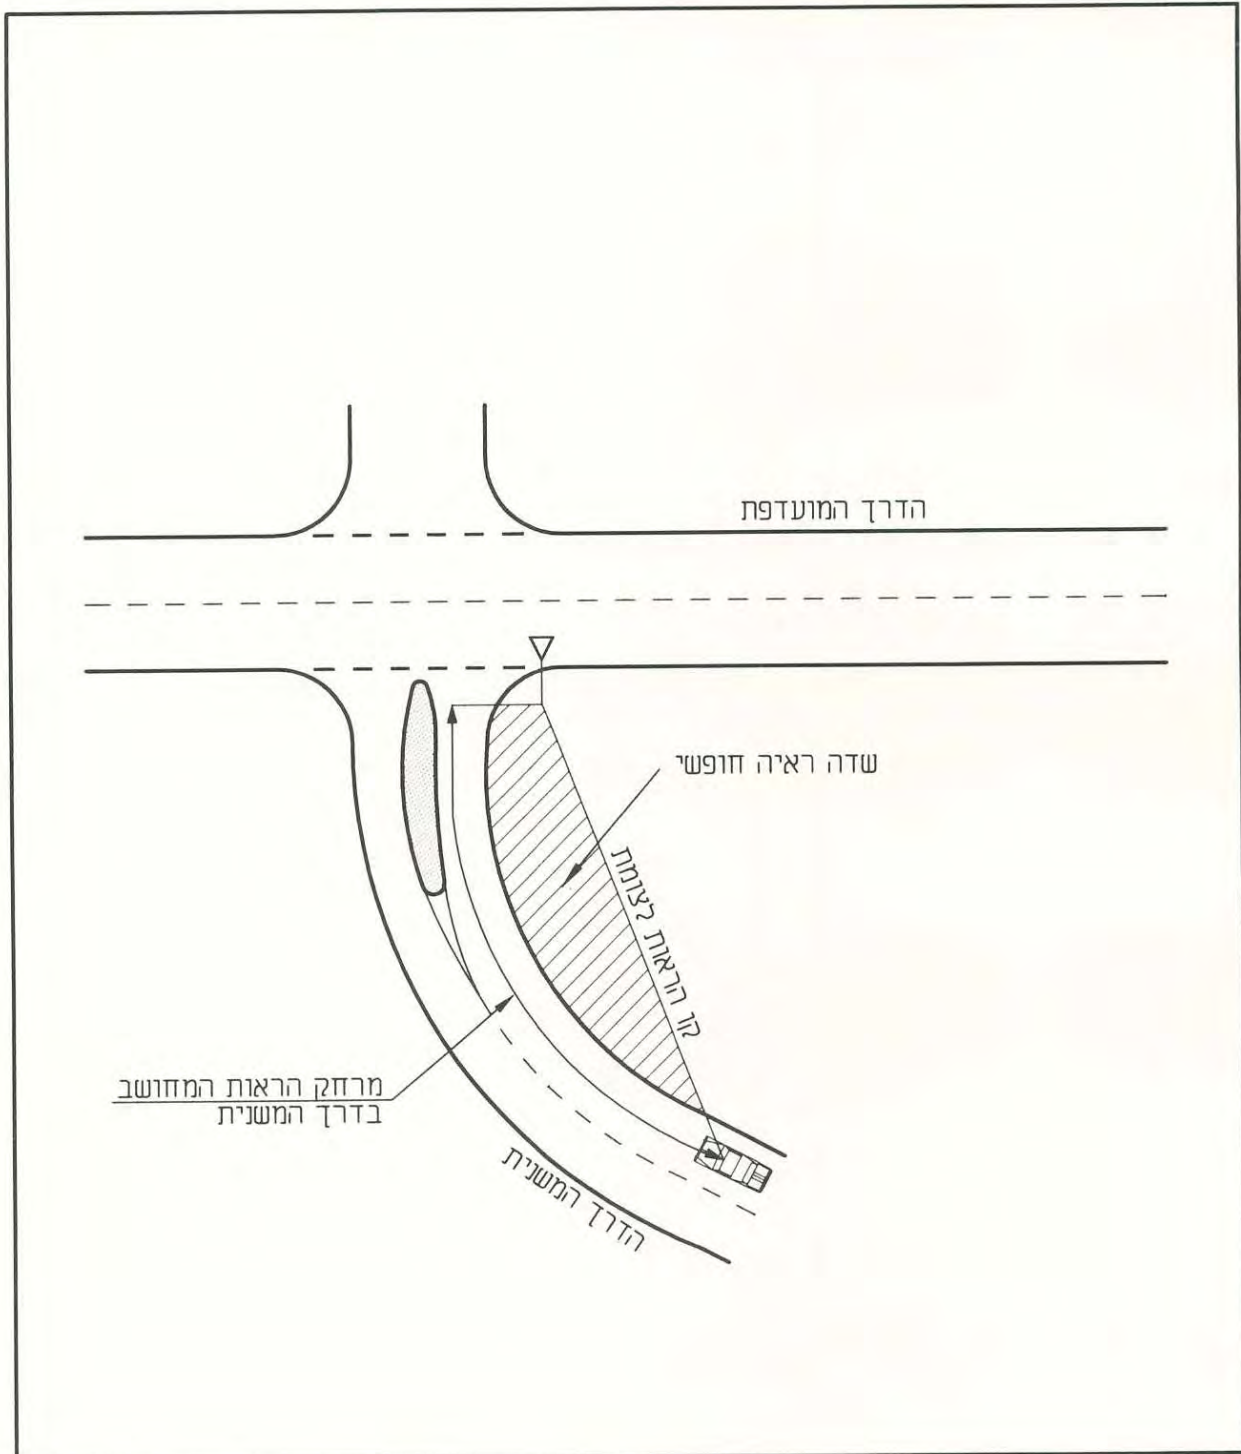 הדרך המועדפת
שדה ראיה חופשי
קו הראות לצומת
מרחק הראות המחושב
בדרך המשנית
הדרך המשנית